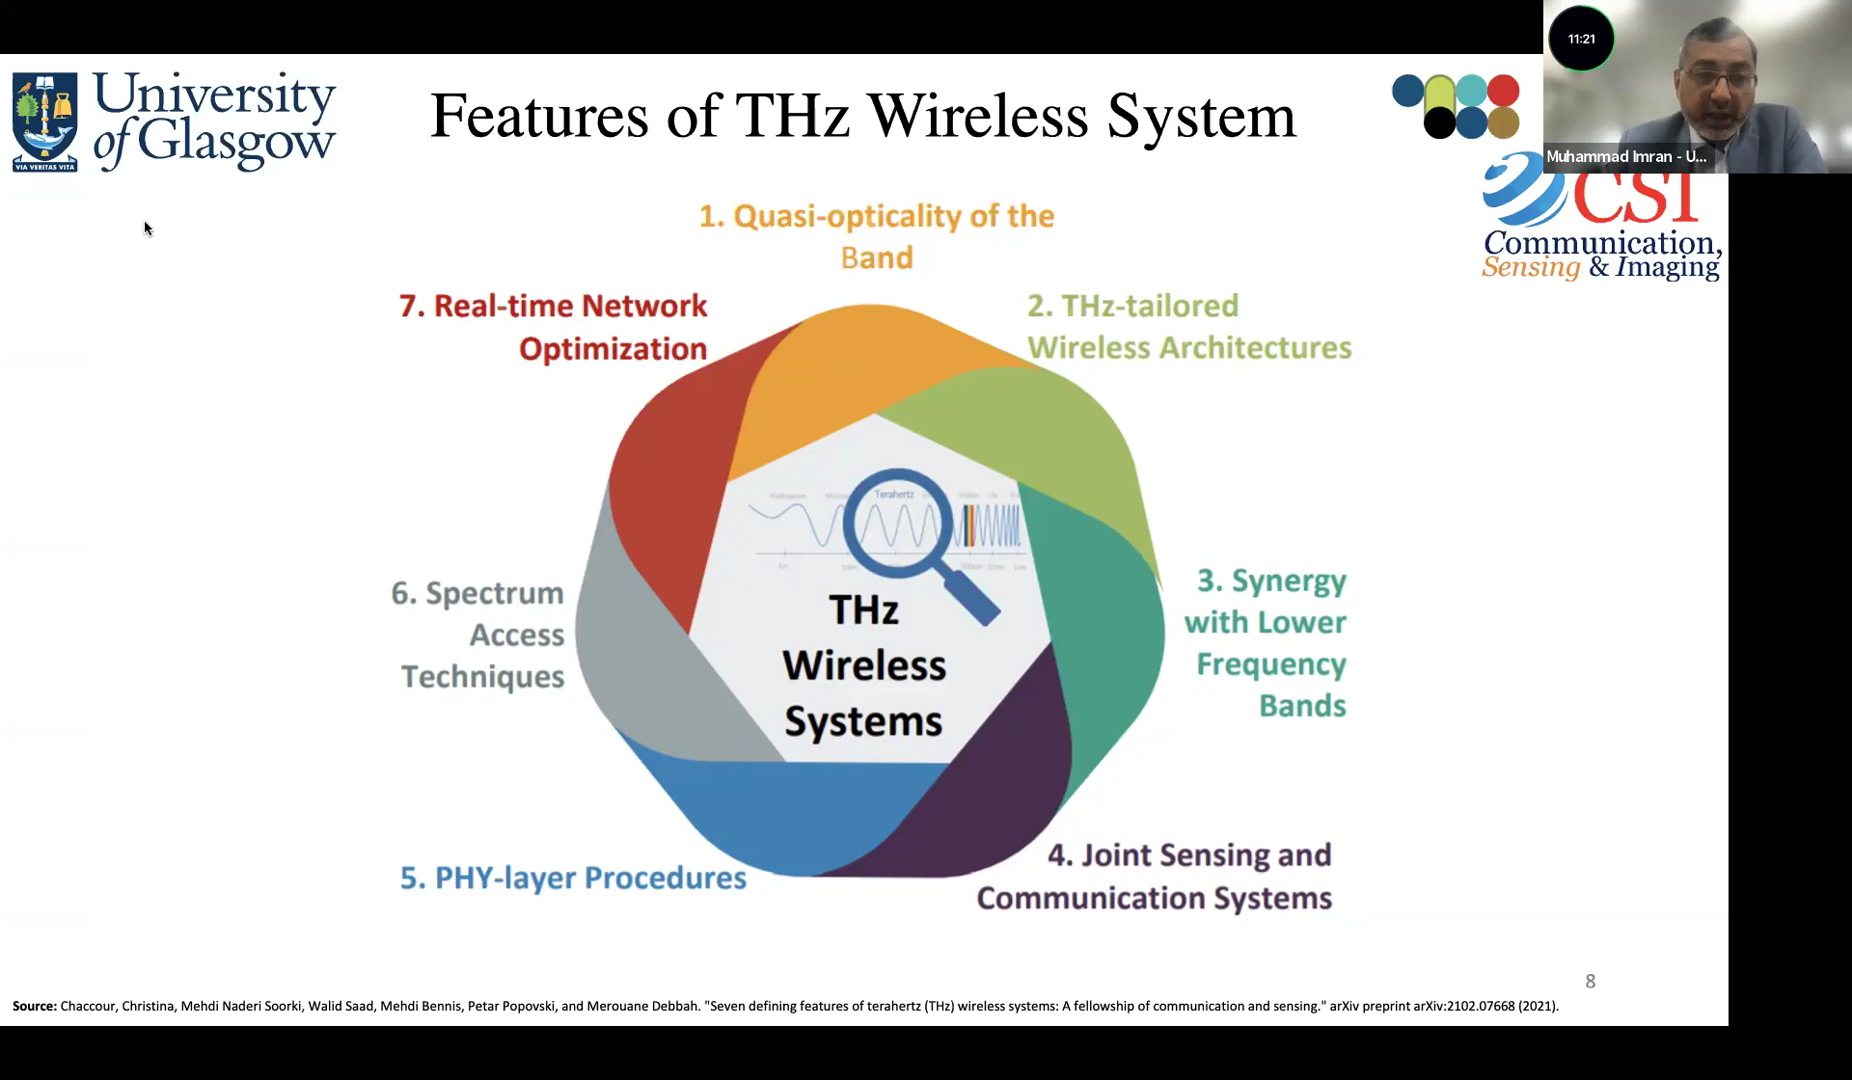 11:21
Muhammad Imran - U...
University
of Glasgow
VIA VERITAS VITA
Features of THz Wireless System
CSI
Communication,
Sensing & Imaging
1. Quasi-opticality of the
Band
7. Real-time Network
Optimization
2. THz-tailored
Wireless Architectures
Terahertz
THz
Wireless
Systems
6. Spectrum
Access
Techniques
3. Synergy
with Lower
Frequency
Bands
5. PHY-layer Procedures
4. Joint Sensing and
Communication Systems
8
Source: Chaccour, Christina, Mehdi Naderi Soorki, Walid Saad, Mehdi Bennis, Petar Popovski, and Merouane Debbah. "Seven defining features of terahertz (THz) wireless systems: A fellowship of communication and sensing." arXiv preprint arXiv:2102.07668 (2021).